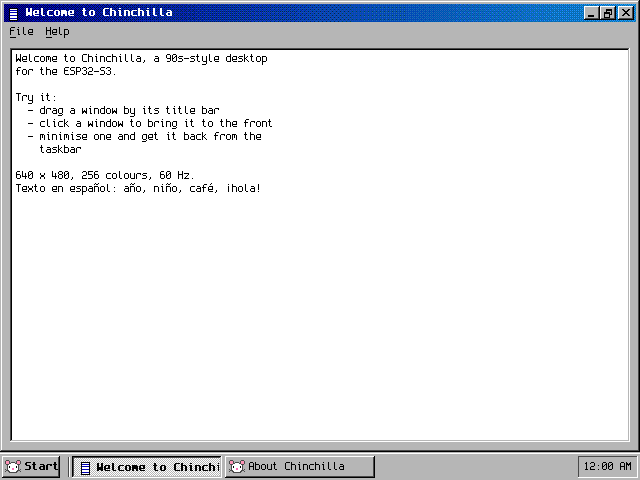 Welcome to Chinchilla
File Help
Welcome to Chinchilla, a 90s-style desktop
for the ESP32-S3.
Try it:
- drag a window by its title bar
- click a window to bring it to the front
- minimise one and get it back from the
taskbar
640 x 480, 256 colours, 60 Hz.
Texto en español: año, niño, café, ¡hola!
Start Welcome to Chinchi About Chinchilla 12:00 AM